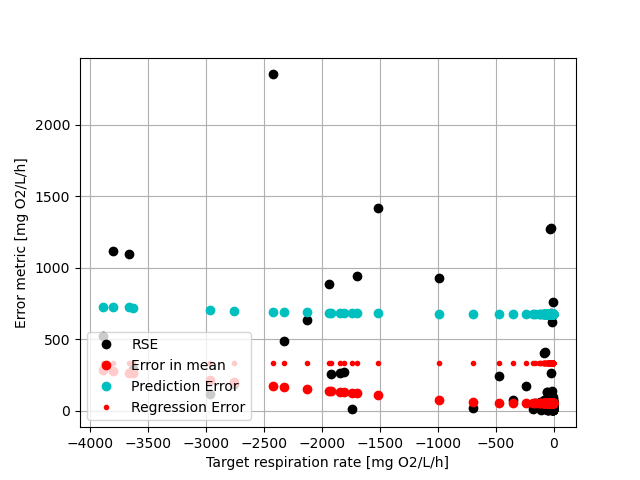 2000
1500
1000
500
0
Error metric [mg O2/L/h]
RSE
Error in mean
Prediction Error
Regression Error
−4000 −3500 −3000 −2500 −2000 −1500 −1000 −500 0
Target respiration rate [mg O2/L/h]